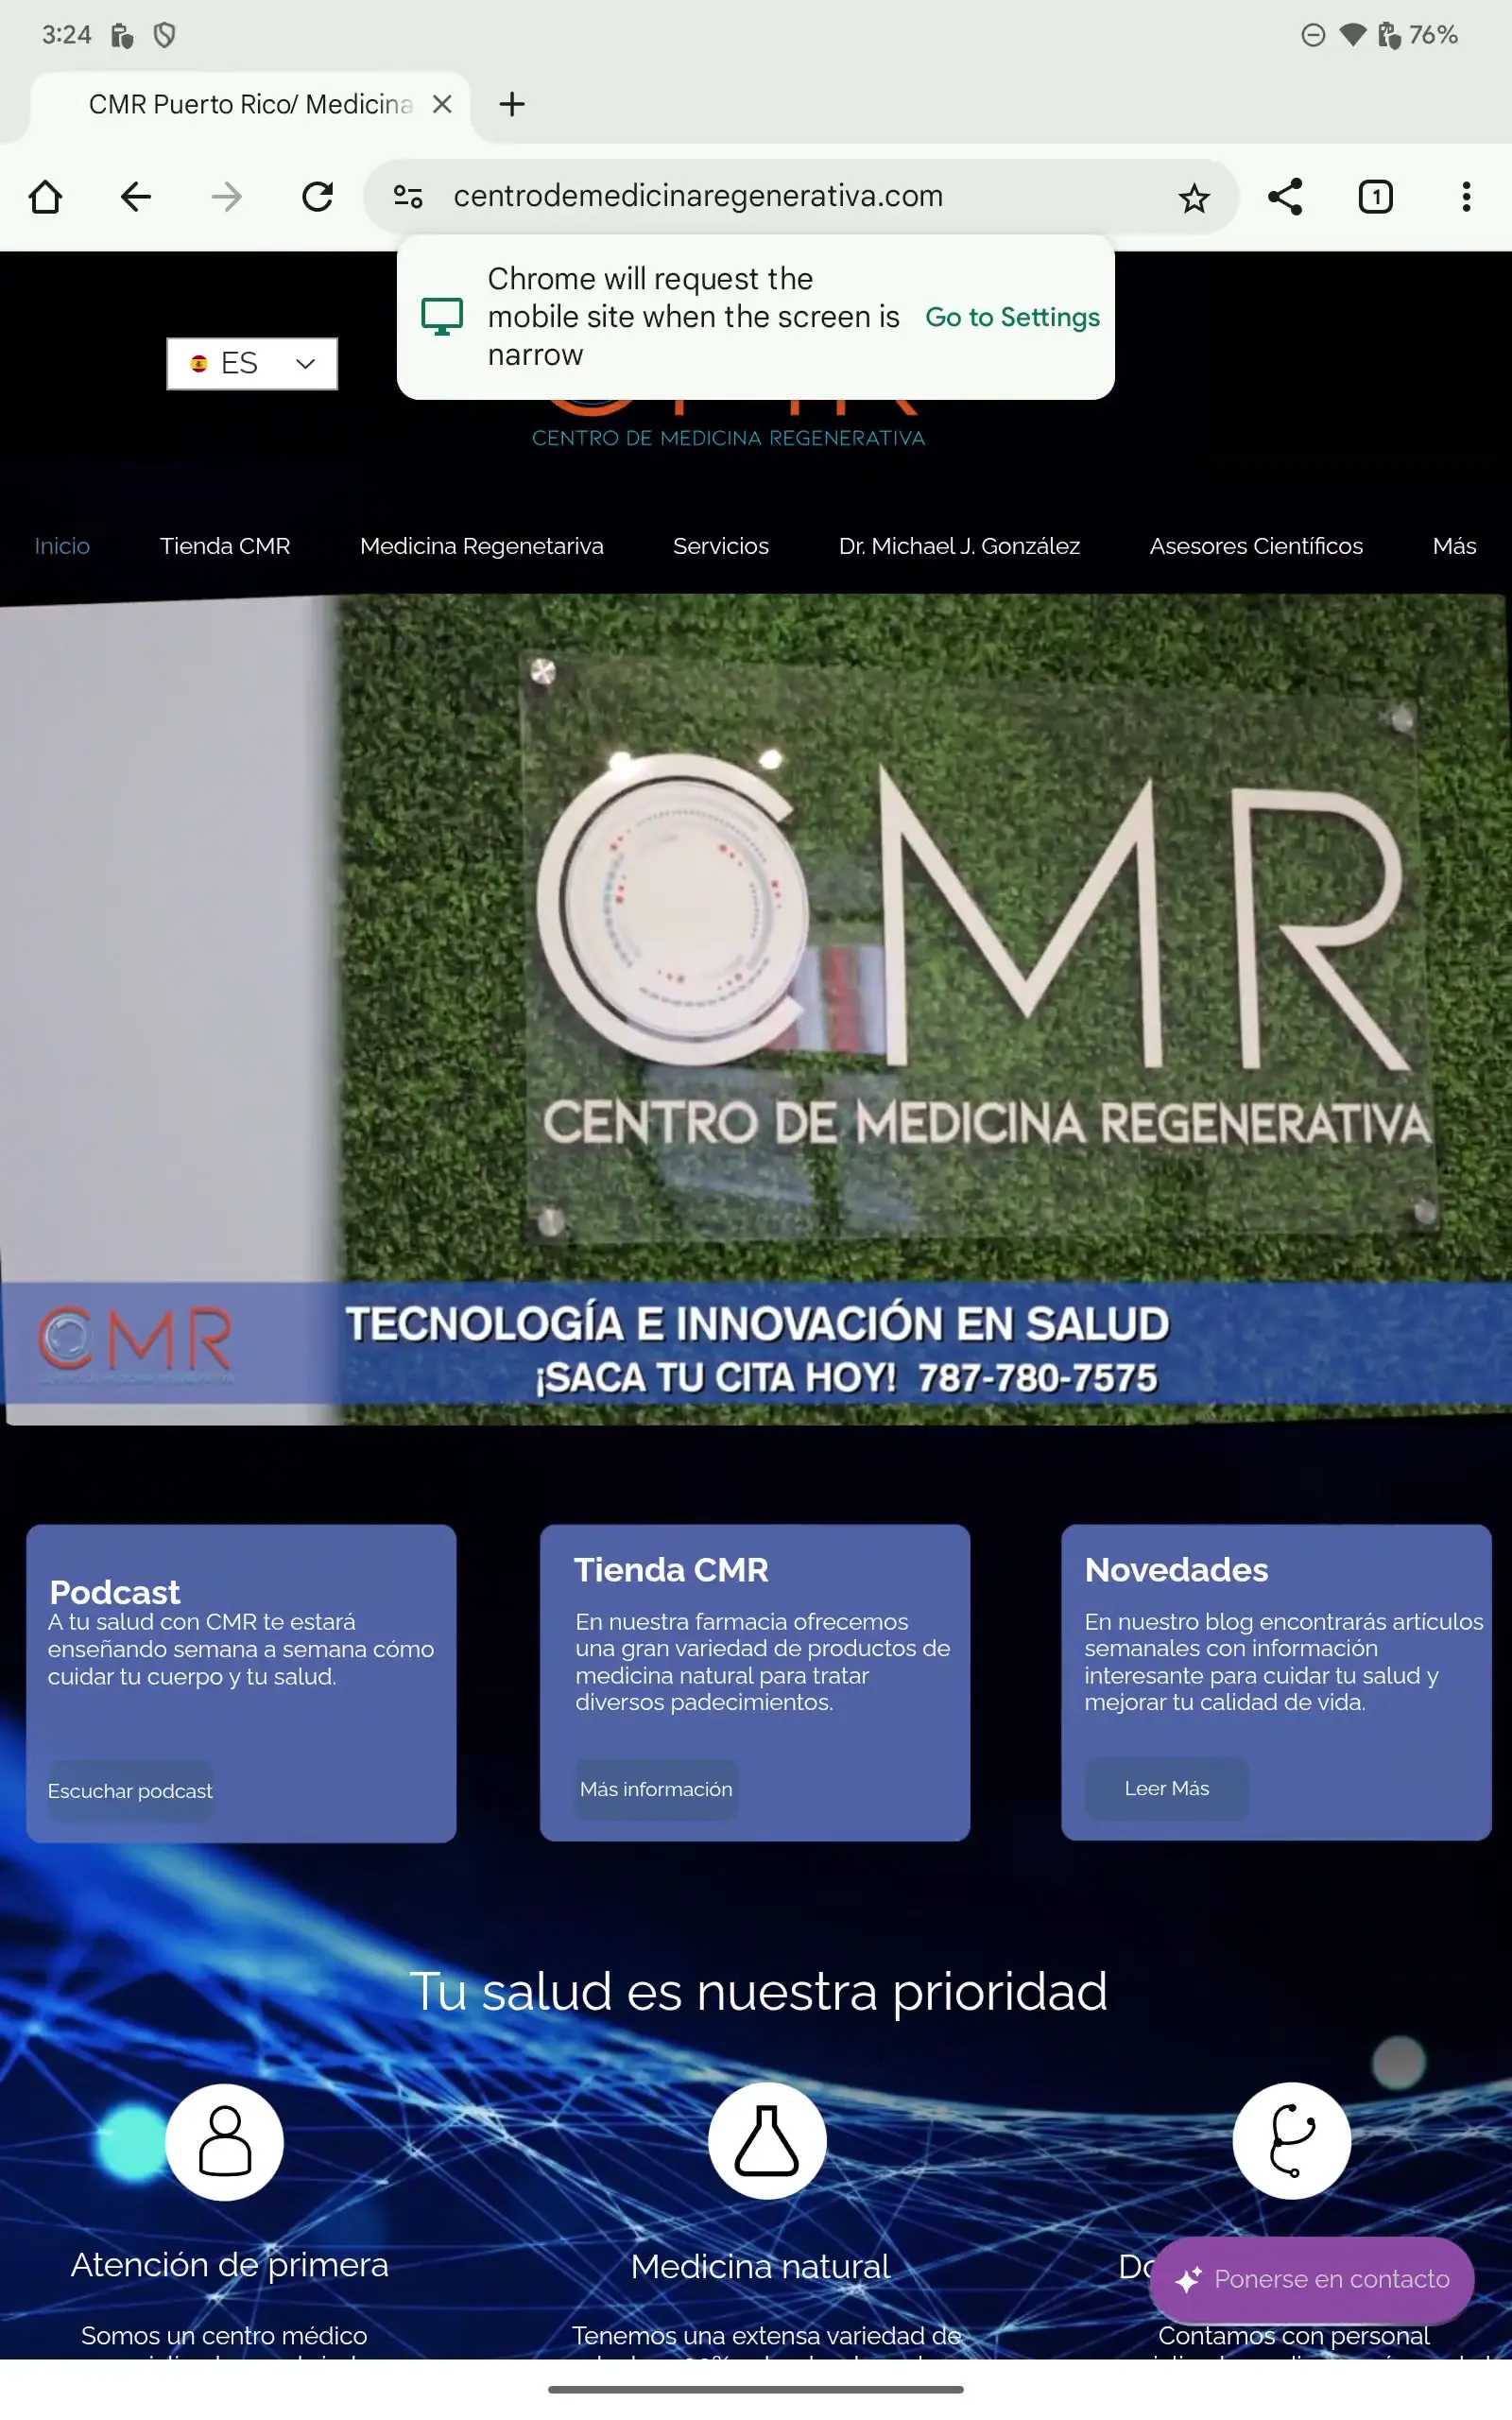 3:24
76%
CMR Puerto Rico/ Medicina
centrodemedicinaregenerativa.com
1
Chrome will request the
mobile site when the screen is
narrow
Go to Settings
ES
CENTRO DE MEDICINA REGENERATIVA
Inicio
Tienda CMR
Medicina Regenetariva
Servicios
Dr. Michael J. González
Asesores Científicos
Más
CMR
CENTRO DE MEDICINA REGENERATIVA
CMR
TECNOLOGÍA E INNOVACIÓN EN SALUD
¡SACA TU CITA HOY! 787-780-7575
Podcast
A tu salud con CMR te estará
enseñando semana a semana cómo
cuidar tu cuerpo y tu salud.
Escuchar podcast
Tienda CMR
En nuestra farmacia ofrecemos
una gran variedad de productos de
medicina natural para tratar
diversos padecimientos.
Más información
Novedades
En nuestro blog encontrarás artículos
semanales con información
interesante para cuidar tu salud y
mejorar tu calidad de vida.
Leer Más
Tu salud es nuestra prioridad
Atención de primera
Somos un centro médico
Medicina natural
Tenemos una extensa variedad de
Ponerse en contacto
Contamos con personal